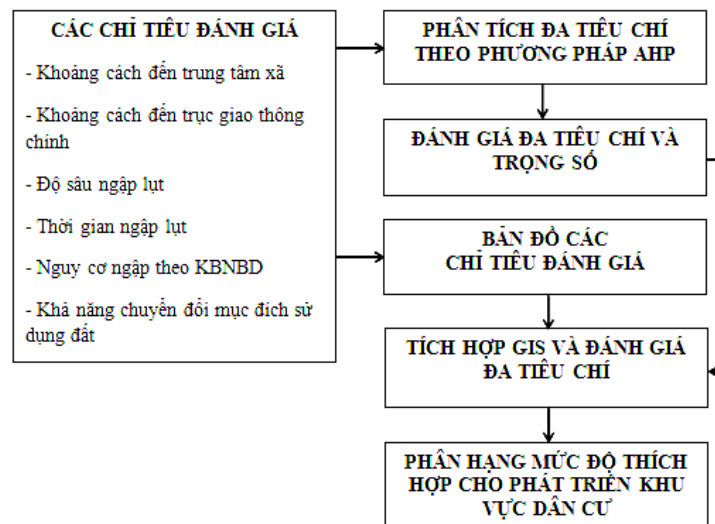 CÁC CHỈ TIÊU ĐÁNH GIÁ
- Khoảng cách đến trung tâm xã
- Khoảng cách đến trục giao thông
chính
- Độ sâu ngập lụt
- Thời gian ngập lụt
- Nguy cơ ngập theo KBNBD
- Khả năng chuyển đổi mục đích sử
dụng đất
PHÂN TÍCH ĐA TIÊU CHÍ
THEO PHƯƠNG PHÁP AHP
ĐÁNH GIÁ ĐA TIÊU CHÍ VÀ
TRỌNG SỐ
BẢN ĐỒ CÁC
CHỈ TIÊU ĐÁNH GIÁ
TÍCH HỢP GIS VÀ ĐÁNH GIÁ
ĐA TIÊU CHÍ
PHÂN HẠNG MỨC ĐỘ THÍCH
HỢP CHO PHÁT TRIỂN KHU
VỰC DÂN CƯ